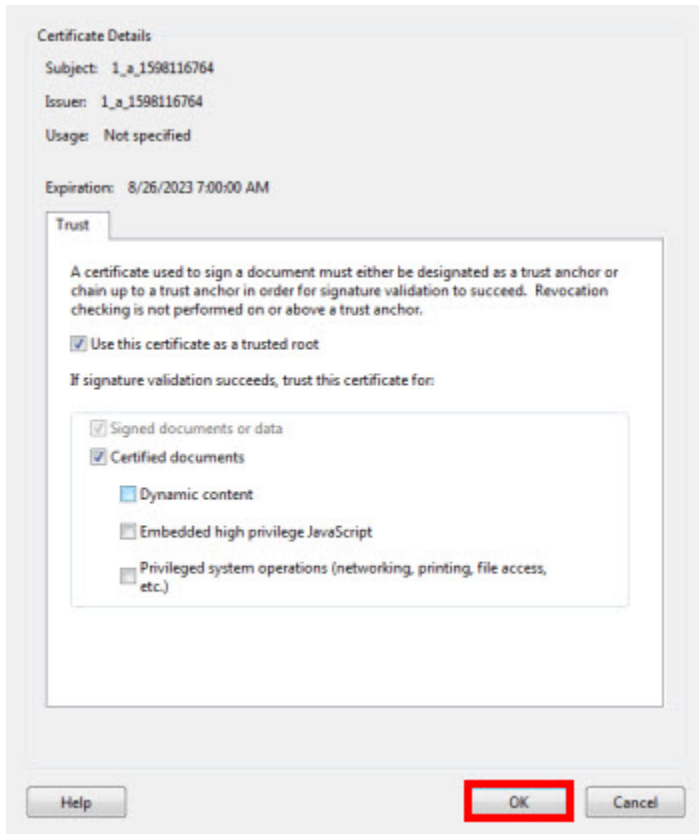 Certificate Details
Subject: 1_a_1598116764
Issuer: 1_a_1598116764
Usage: Not specified
Expiration: 8/26/2023 7:00:00 AM
Trust
A certificate used to sign a document must either be designated as a trust anchor or
chain up to a trust anchor in order for signature validation to succeed. Revocation
checking is not performed on or above a trust anchor.
Use this certificate as a trusted root
If signature validation succeeds, trust this certificate for:
Signed documents or data
Certified documents
Dynamic content
Embedded high privilege JavaScript
Privileged system operations (networking, printing, file access,
etc.)
Help OK Cancel